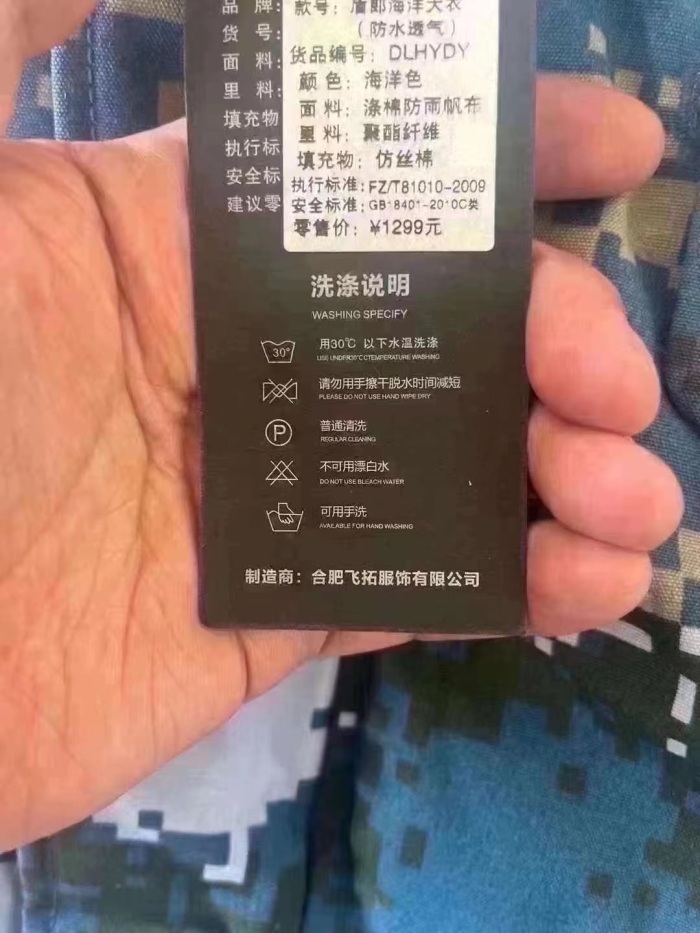 品 牌:
货 号:
面 料:
里 料:
填充物
执行标
安全标
建议零
款号：盾郎海洋大衣
（防水透气）
货品编号：DLHYDY
颜 色：海洋色
面 料：涤棉防雨帆布
里 料：聚酯纤维
填充物：仿丝棉
执行标准：FZ/T81010-2009
安全标准：GB18401-2010C类
零售价：¥1299元
洗涤说明
WASHING SPECIFY
30°
用30℃ 以下水温洗涤
USE UNDER30℃CTEMPERATURE WASHING
请勿用手擦干脱水时间减短
PLEASE DO NOT USE HAND WIPE DRY
P
普通清洗
REGULAR CLEANING
不可用漂白水
DO NOT USE BLEACH WATER
可用手洗
AVAILABLE FOR HAND WASHING
制造商：合肥飞拓服饰有限公司